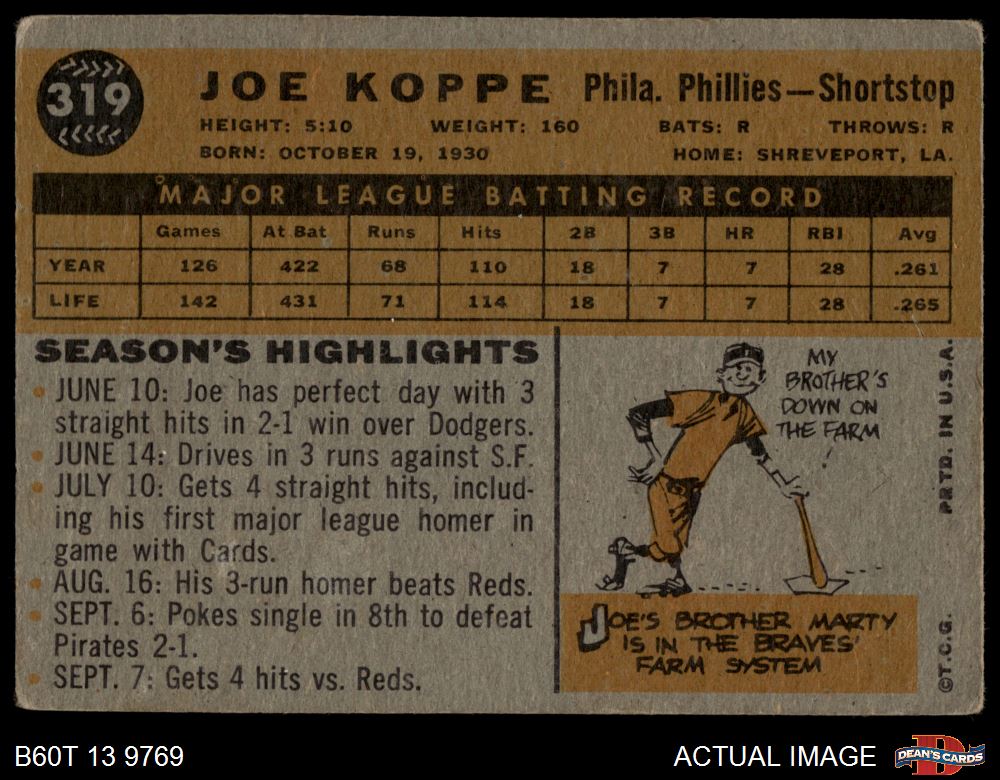 319
JOE KOPPE Phila. Phillies—Shortstop
HEIGHT: 5:10 WEIGHT: 160 BATS: R THROWS: R
BORN: OCTOBER 19, 1930 HOME: SHREVEPORT, LA.
MAJOR LEAGUE BATTING RECORD
Games At Bat Runs Hits 2B 3B HR RBI Avg
YEAR 126 422 68 110 18 7 7 28 .261
LIFE 142 431 71 114 18 7 7 28 .265
SEASON'S HIGHLIGHTS
• JUNE 10: Joe has perfect day with 3
straight hits in 2-1 win over Dodgers.
• JUNE 14: Drives in 3 runs against S.F.
• JULY 10: Gets 4 straight hits, includ-
ing his first major league homer in
game with Cards.
• AUG. 16: His 3-run homer beats Reds.
• SEPT. 6: Pokes single in 8th to defeat
Pirates 2-1.
• SEPT. 7: Gets 4 hits vs. Reds.
MY
BROTHER'S
DOWN ON
THE FARM
JOE'S BROTHER MARTY
IS IN THE BRAVES'
FARM SYSTEM
©T.C.G. PRTD. IN U.S.A.
B60T 13 9769 ACTUAL IMAGE
D
DEAN'S CARDS